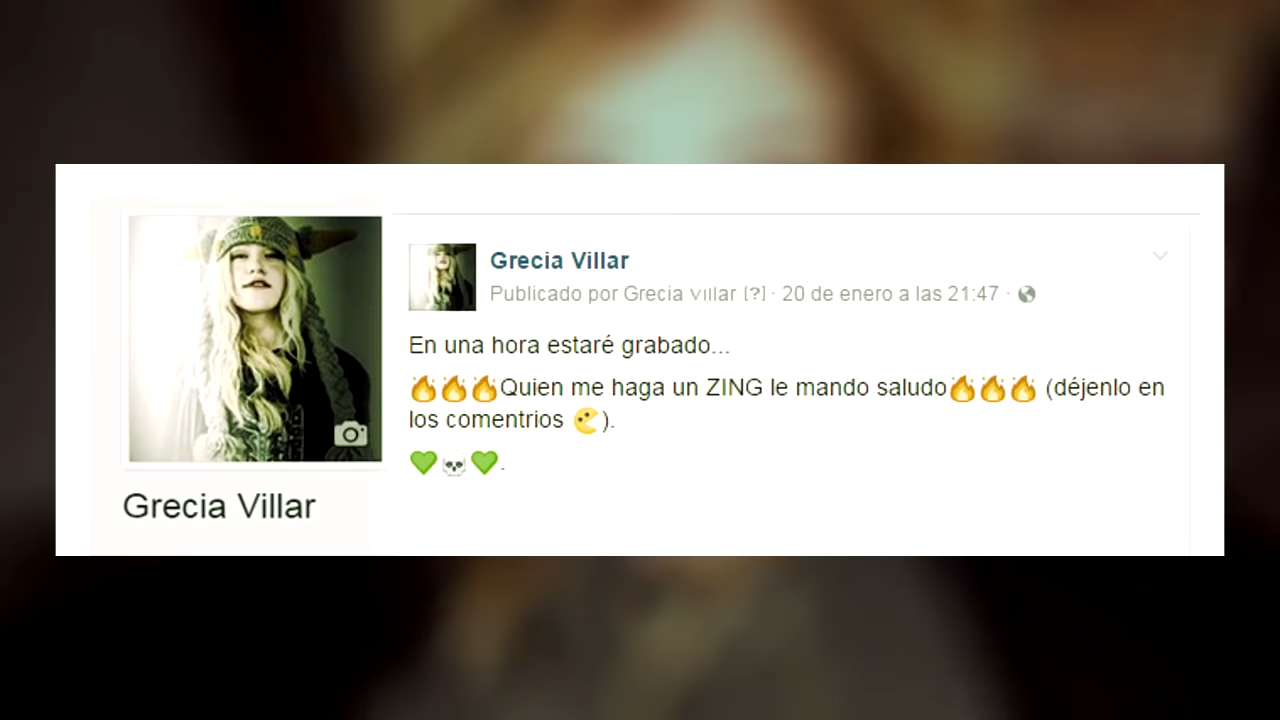 Grecia Villar
Publicado por Grecia Villar [?] · 20 de enero a las 21:47 ·
En una hora estaré grabado...
🔥🔥🔥Quien me haga un ZING le mando saludo🔥🔥🔥 (déjenlo en
los comentrios ).
💚💀💚.
Grecia Villar